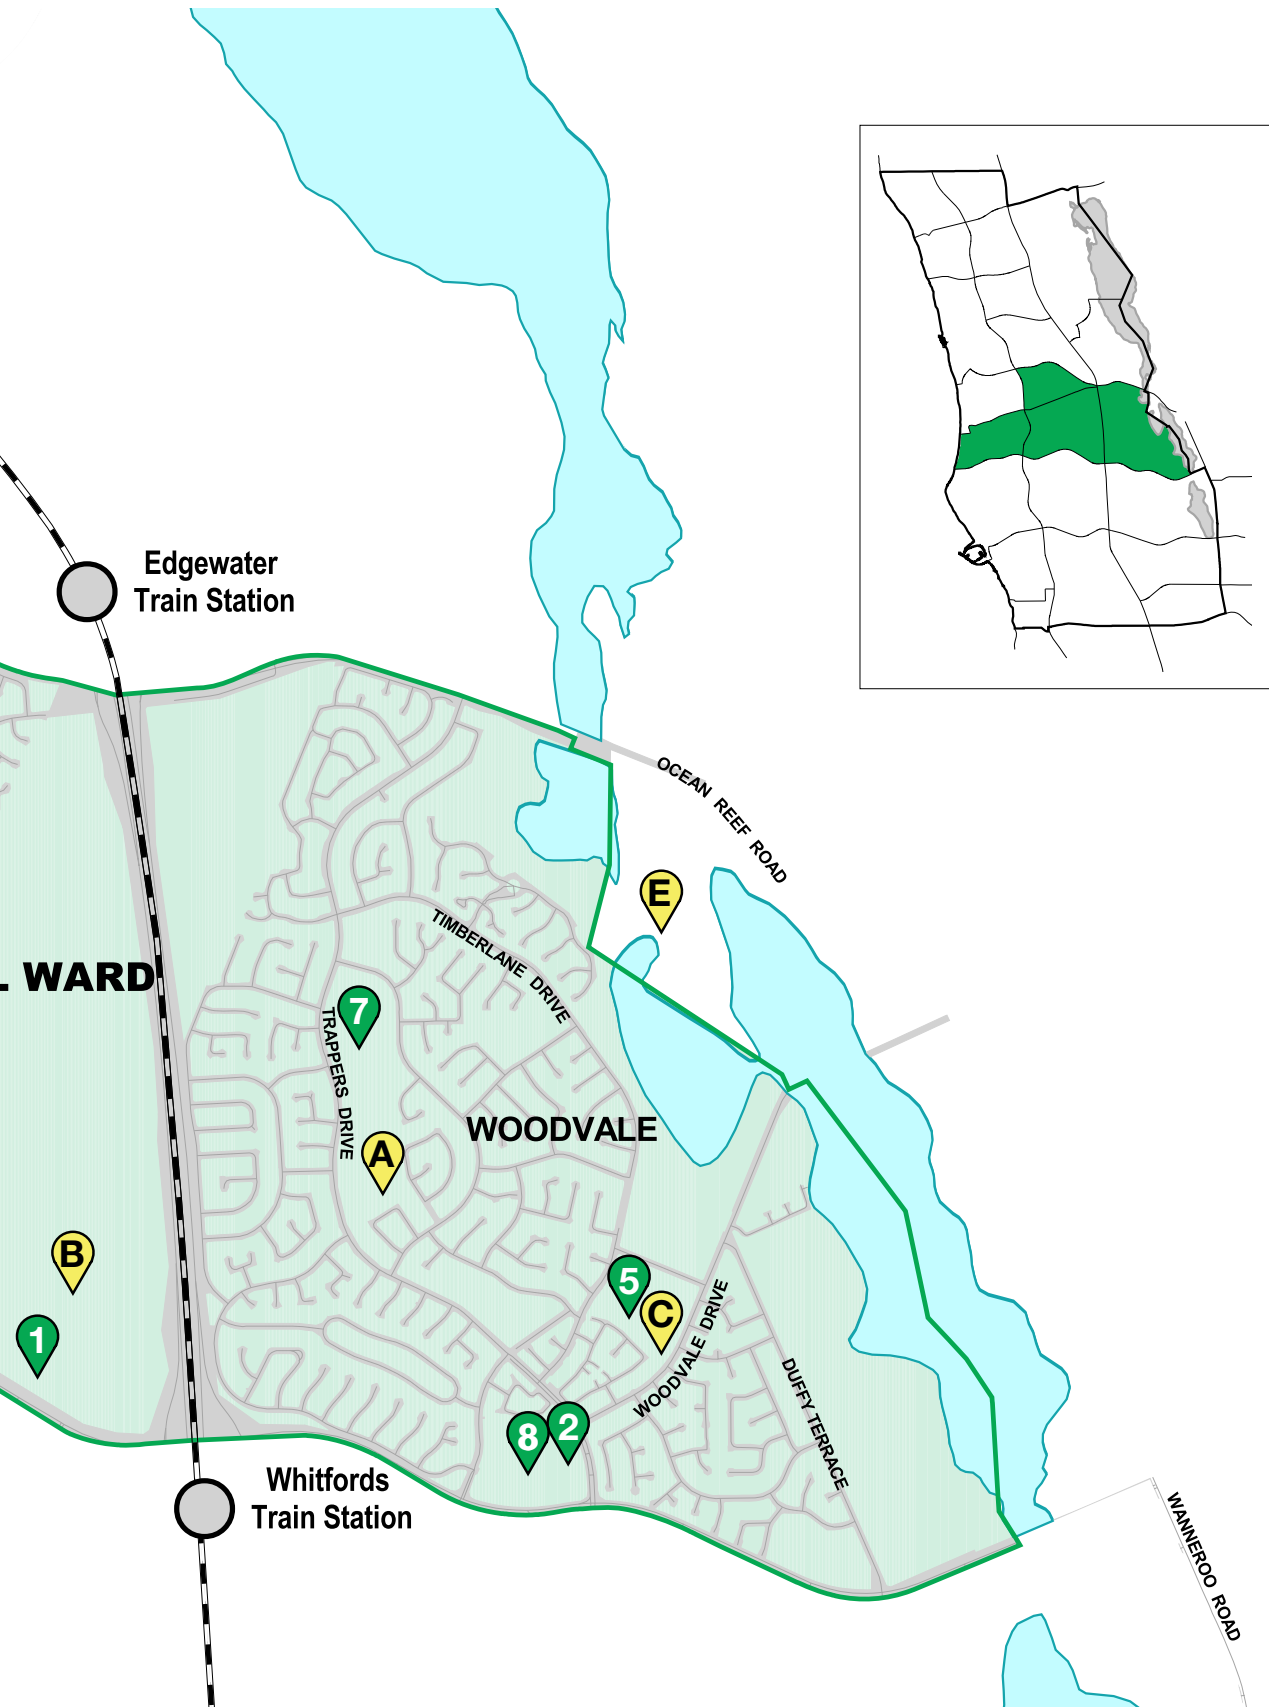 Edgewater
Train Station
OCEAN REEF ROAD
E
TIMBERLANE DRIVE
L WARD
7
TRAPPERS DRIVE
WOODVALE
A
B
5
C
1
WOODVALE DRIVE
DUFFY TERRACE
8
2
Whitfords
Train Station
WANNEROO ROAD